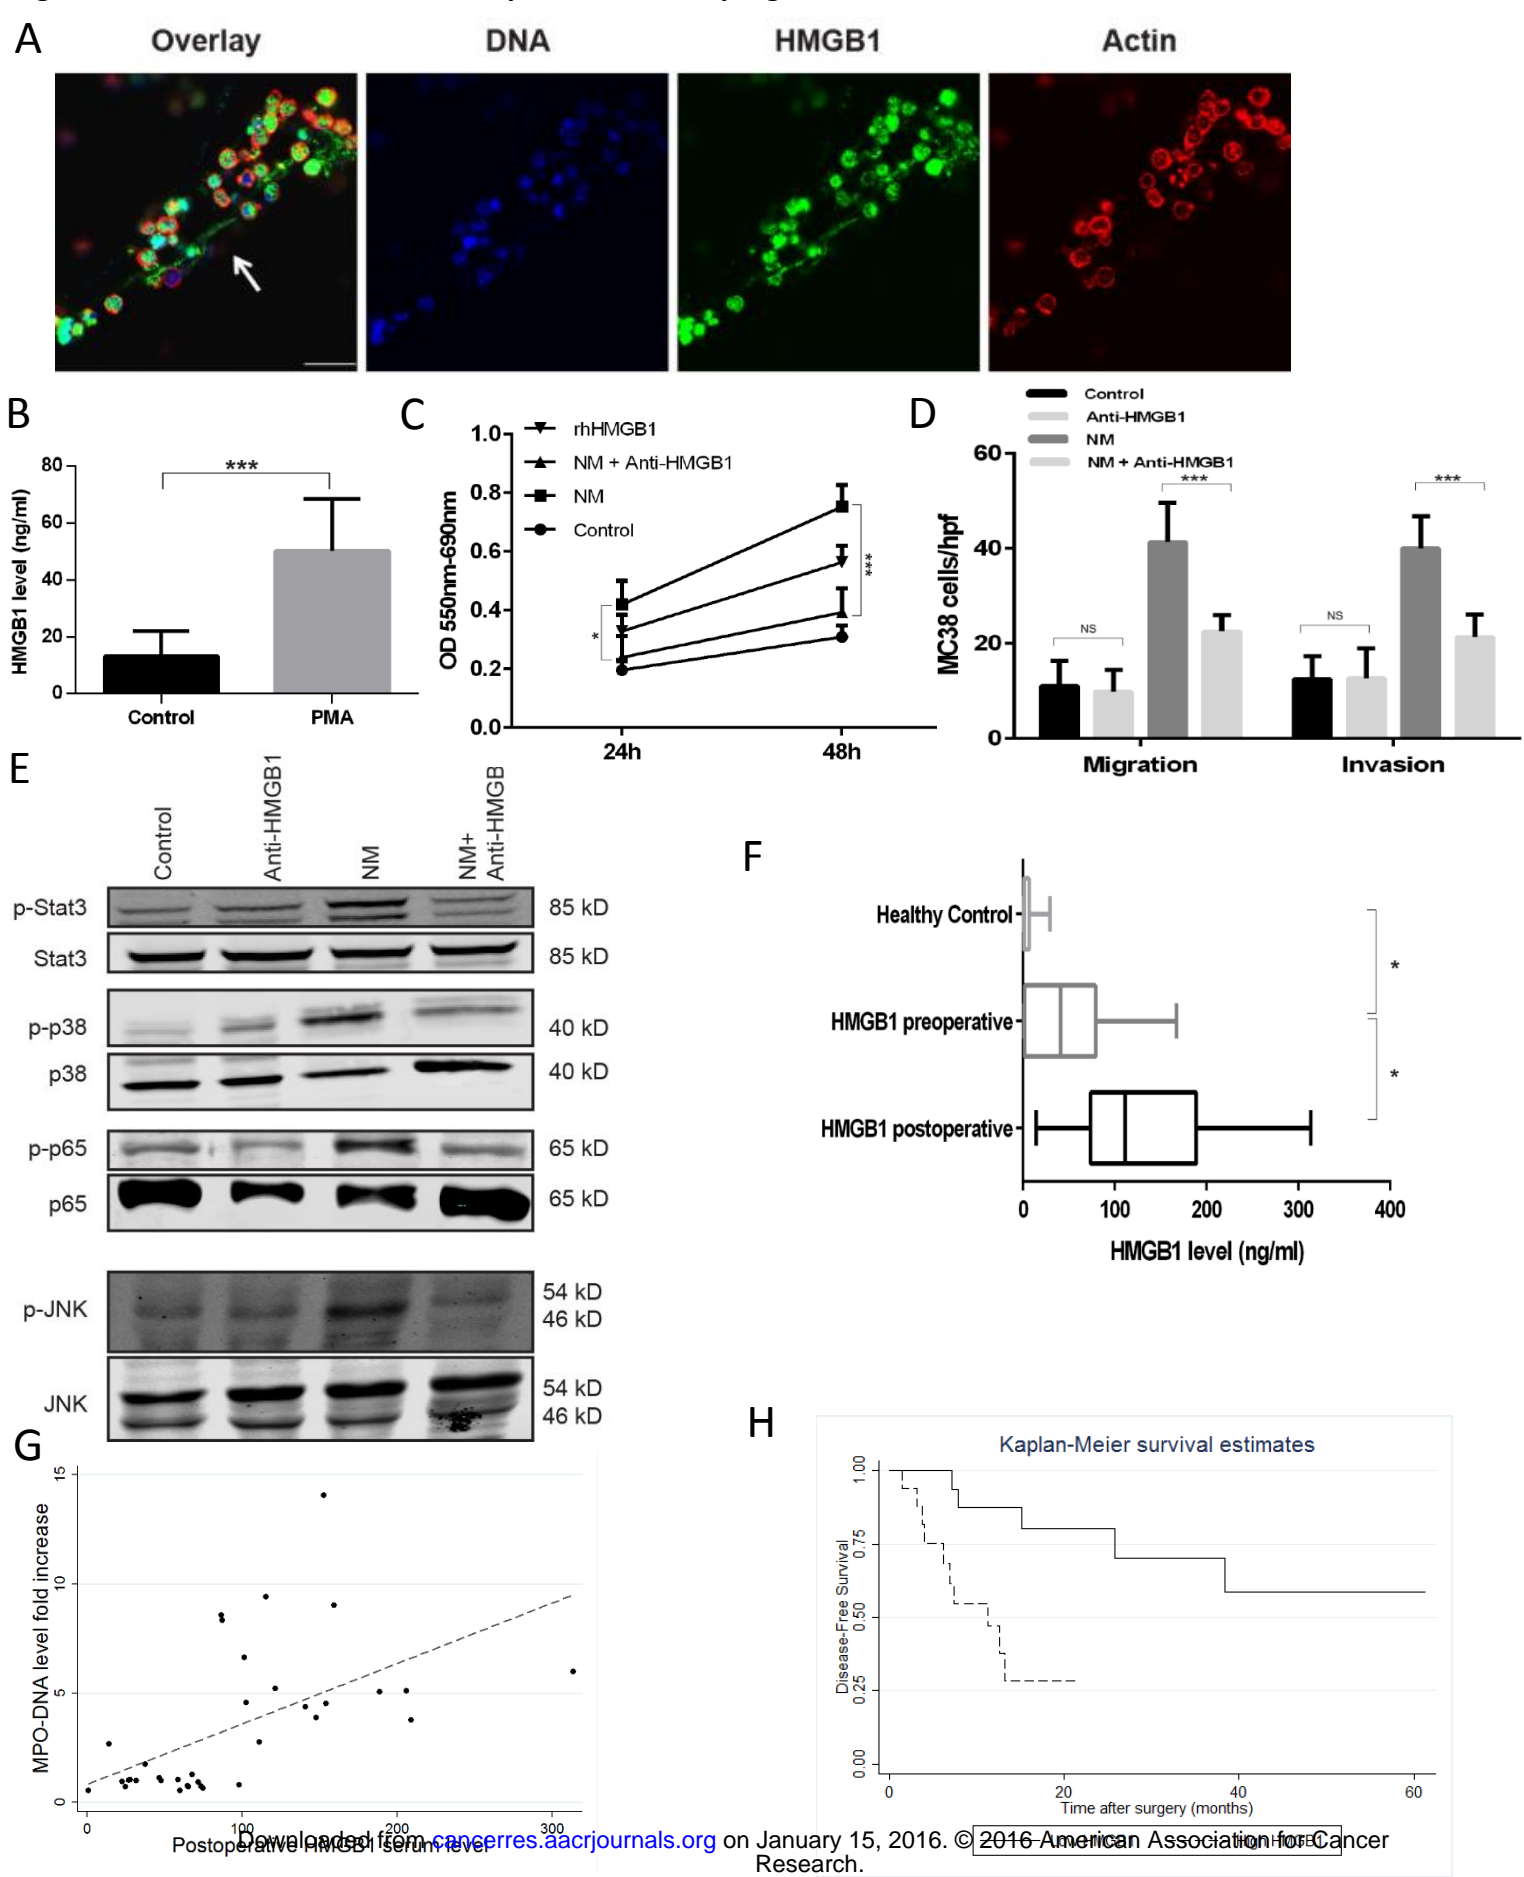 A
Overlay DNA HMGB1 Actin
B
HMGB1 level (ng/ml)
80
60
40
20
0
***
Control PMA
C
OD 550nm-690nm
1.0
0.8
0.6
0.4
0.2
0.0
rhHMGB1
NM + Anti-HMGB1
NM
Control
*
***
24h 48h
D
Control
Anti-HMGB1
NM
NM + Anti-HMGB1
MC38 cells/hpf
60
40
20
0
NS *** NS ***
Migration Invasion
E
Control Anti-HMGB1 NM NM+ Anti-HMGB
p-Stat3 85 kD
Stat3 85 kD
p-p38 40 kD
p38 40 kD
p-p65 65 kD
p65 65 kD
p-JNK 54 kD
46 kD
JNK 54 kD
46 kD
F
Healthy Control
HMGB1 preoperative
HMGB1 postoperative
*
*
0 100 200 300 400
HMGB1 level (ng/ml)
G
MPO-DNA level fold increase
15
10
5
0
0 100 200 300
Postoperative HMGB1 serum level
H
Kaplan-Meier survival estimates
Disease-Free Survival
1.00
0.75
0.50
0.25
0.00
0 20 40 60
Time after surgery (months)
Low HMGB1 High HMGB1
Downloaded from cancerres.aacrjournals.org on January 15, 2016. © 2016 American Association for Cancer
Research.